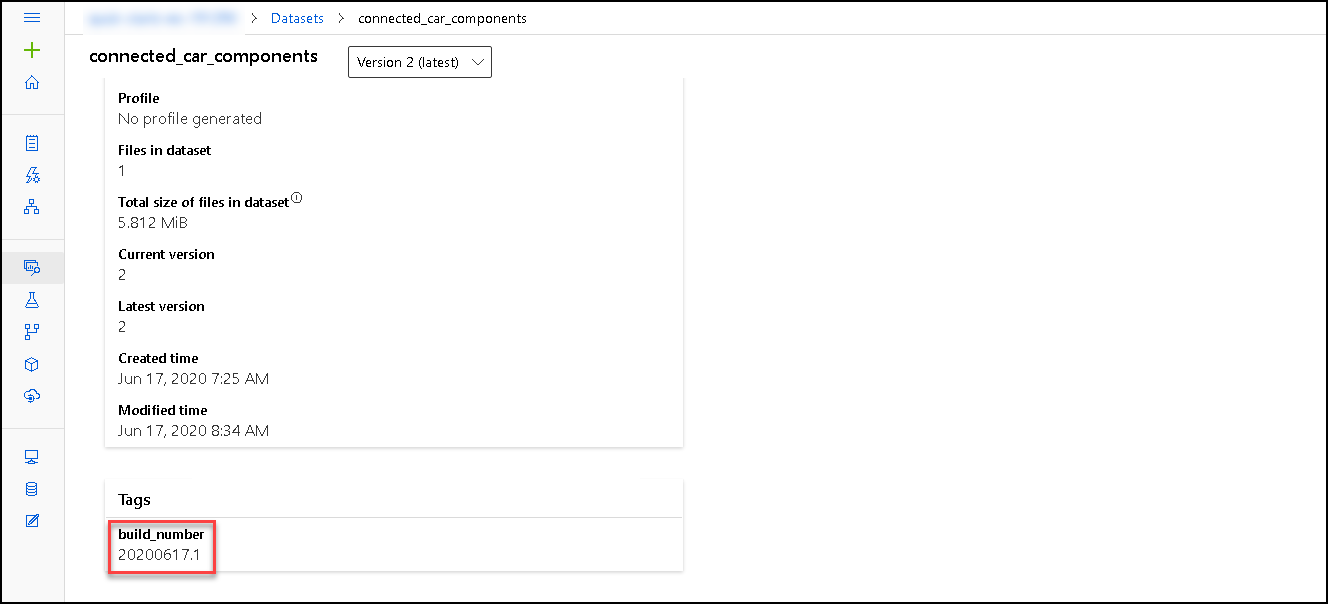 > Datasets > connected_car_components
connected_car_components
Version 2 (latest)
Profile
No profile generated
Files in dataset
1
Total size of files in dataset
5.812 MiB
Current version
2
Latest version
2
Created time
Jun 17, 2020 7:25 AM
Modified time
Jun 17, 2020 8:34 AM
Tags
build_number
20200617.1